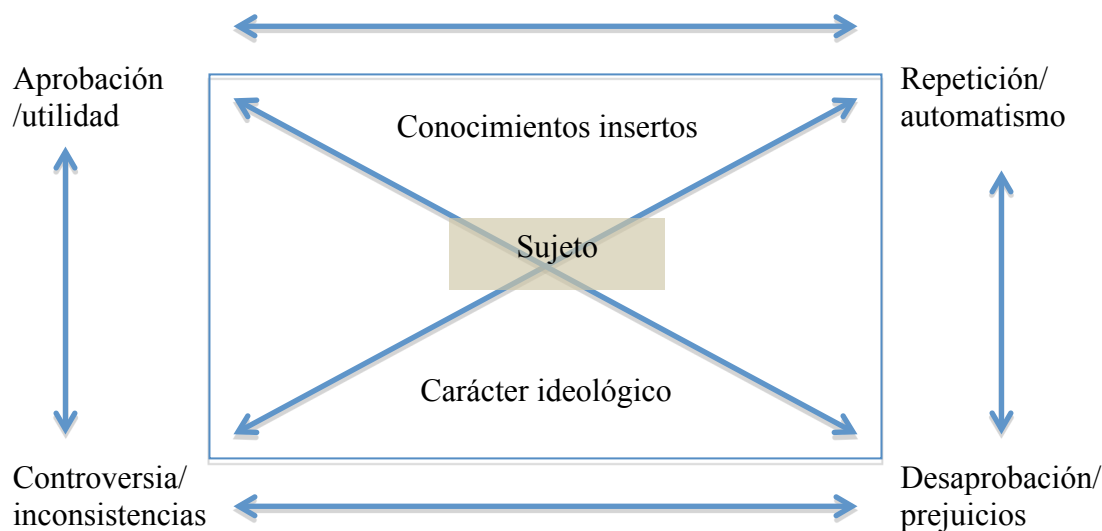 Aprobación
/utilidad
Repetición/
automatismo
Conocimientos insertos
Sujeto
Carácter ideológico
Controversia/
inconsistencias
Desaprobación/
prejuicios